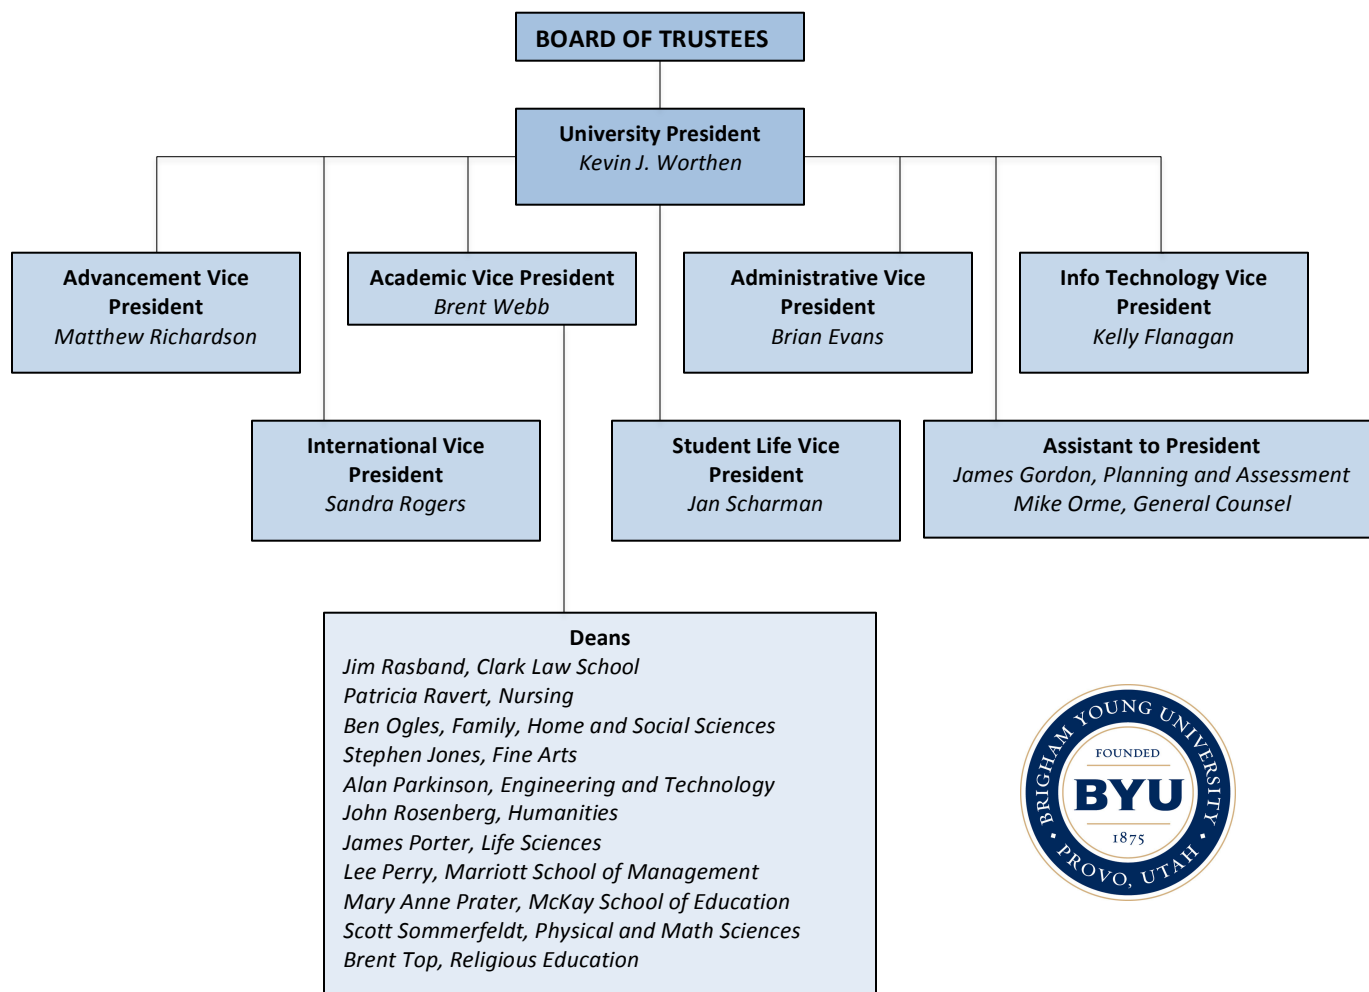 BOARD OF TRUSTEES
University President
Kevin J. Worthen
Advancement Vice
President
Matthew Richardson
Academic Vice President
Brent Webb
Administrative Vice
President
Brian Evans
Info Technology Vice
President
Kelly Flanagan
International Vice
President
Sandra Rogers
Student Life Vice
President
Jan Scharman
Assistant to President
James Gordon, Planning and Assessment
Mike Orme, General Counsel
Deans
Jim Rasband, Clark Law School
Patricia Ravert, Nursing
Ben Ogles, Family, Home and Social Sciences
Stephen Jones, Fine Arts
Alan Parkinson, Engineering and Technology
John Rosenberg, Humanities
James Porter, Life Sciences
Lee Perry, Marriott School of Management
Mary Anne Prater, McKay School of Education
Scott Sommerfeldt, Physical and Math Sciences
Brent Top, Religious Education
BRIGHAM YOUNG UNIVERSITY
FOUNDED
BYU
1875
PROVO, UTAH